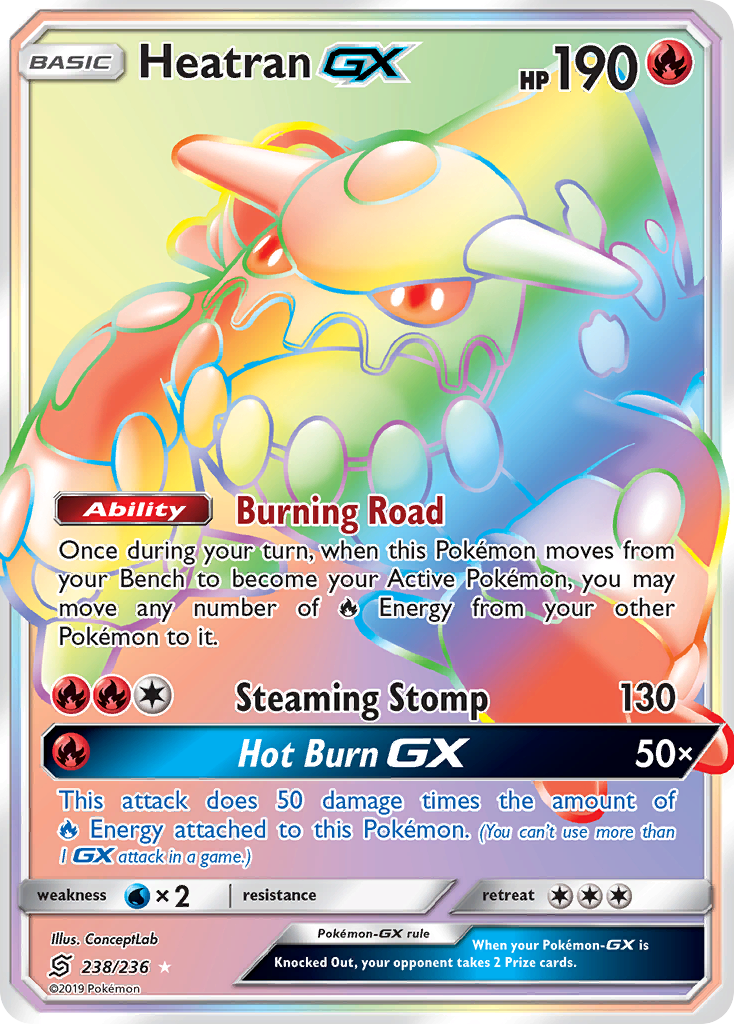 BASIC Heatran GX HP 190
Ability Burning Road
Once during your turn, when this Pokémon moves from
your Bench to become your Active Pokémon, you may
move any number of Energy from your other
Pokémon to it.
Steaming Stomp 130
Hot Burn GX 50×
This attack does 50 damage times the amount of
Energy attached to this Pokémon. (You can't use more than
1 GX attack in a game.)
weakness ×2 resistance retreat
Illus. ConceptLab
238/236
©2019 Pokémon
Pokémon-GX rule
When your Pokémon-GX is
Knocked Out, your opponent takes 2 Prize cards.